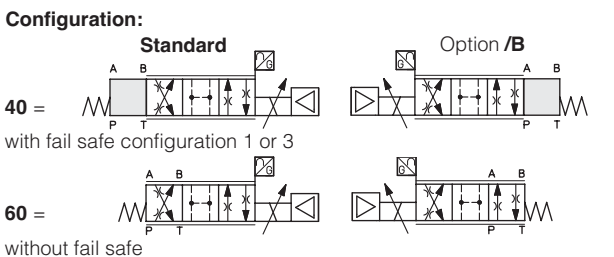 Configuration:
Standard
Option /B
A B
G
G
A B
40 =
P T
P T
with fail safe configuration 1 or 3
A B
G
G
A B
60 =
P T
P T
without fail safe